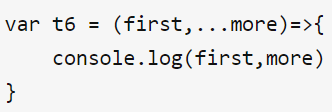 var t6 = (first,...more)=>{
    console.log(first,more)
}